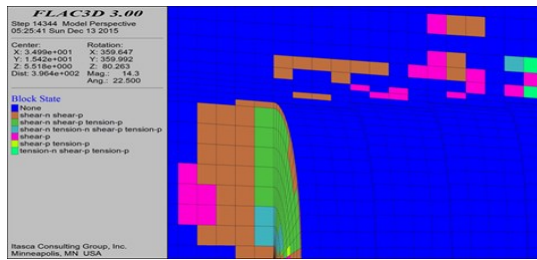 FLAC3D 3.00
Step 14344 Model Perspective
05:25:41 Sun Dec 13 2015
Center: Rotation:
X: 3.499e+001 X: 359.647
Y: 1.542e+001 Y: 359.992
Z: 5.518e+000 Z: 80.263
Dist: 3.964e+002 Mag.: 14.3
Ang.: 22.500
Block State
None
shear-n shear-p
shear-n shear-p tension-p
shear-n tension-n shear-p tension-p
shear-p
shear-p tension-p
tension-n shear-p tension-p
Itasca Consulting Group, Inc.
Minneapolis, MN USA